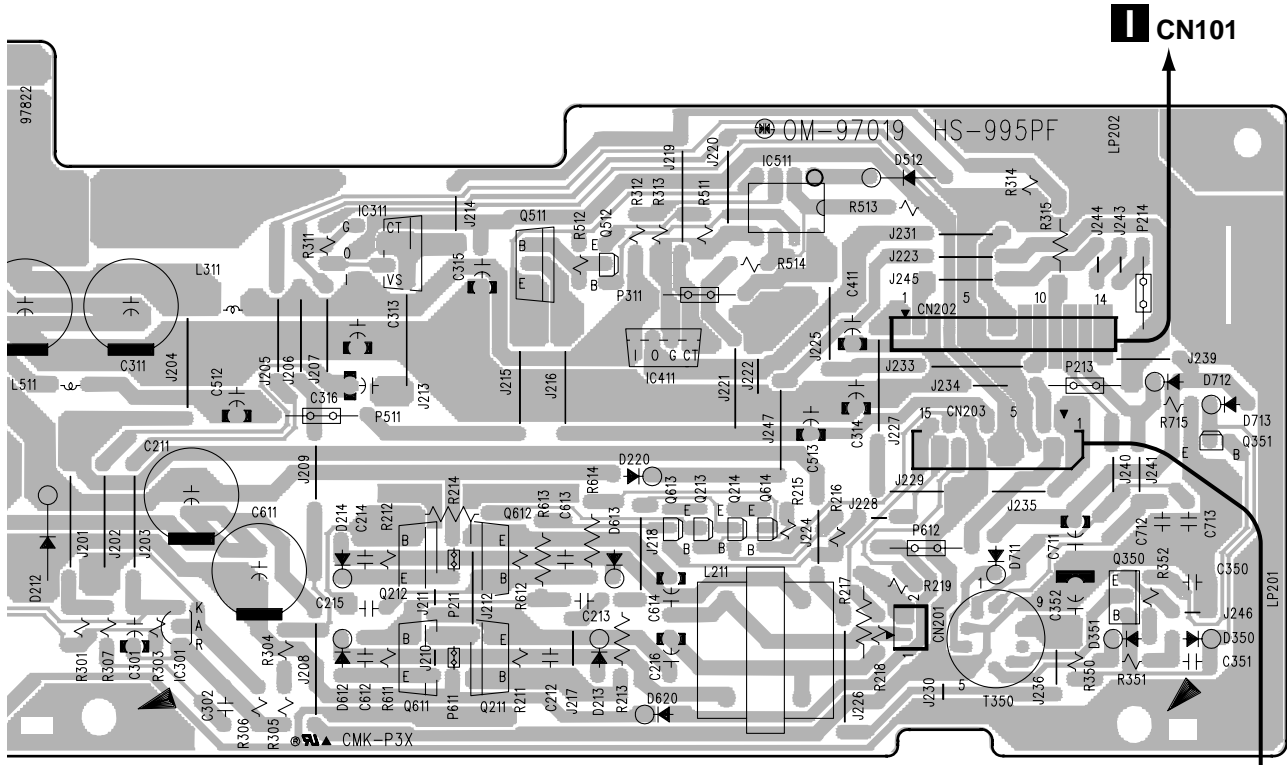 I CN101
97822
OM-97019 HS-995PF
LP202
J219
J220
IC511
D512
R314
R312
R313
R511
R513
R315
J244
J243
P214
IC311
CT
G
O
I
VS
R311
J214
Q511
B
E
R512
Q512
E
B
J231
J223
J245
R514
C315
L311
C313
P311
C411
1
5
10
14
CN202
C311
J204
J205
J206
J207
J213
J215
J216
I O G CT
IC411
J221
J222
J225
J233
J239
L511
C512
C316
P511
J234
P213
D712
R715
D713
Q351
E
B
J247
C513
C314
J227
15
CN203
5
1
C211
J209
D220
R614
J229
J235
J240
J241
C611
D214
C214
R212
R214
Q612
R613
C613
D613
Q613
Q213
Q214
Q614
R215
R216
J228
J218
E
E
B
B
J224
P612
D711
C711
C712
C713
D212
J201
J202
J203
B
E
Q212
J211
P211
J212
E
B
R612
C213
C614
L211
R217
R219
2
CN201
1
1
9
C352
Q350
E
B
R352
C350
J246
LP201
C215
K
A
R
R301
R307
C301
R303
IC301
R304
J208
D612
C612
R611
B
E
Q611
J210
P611
E
B
Q211
R211
C212
J217
D213
R213
C216
D620
J226
R218
J230
5
T350
J236
R350
D351
R351
D350
C351
C302
R306
R305
CMK-P3X